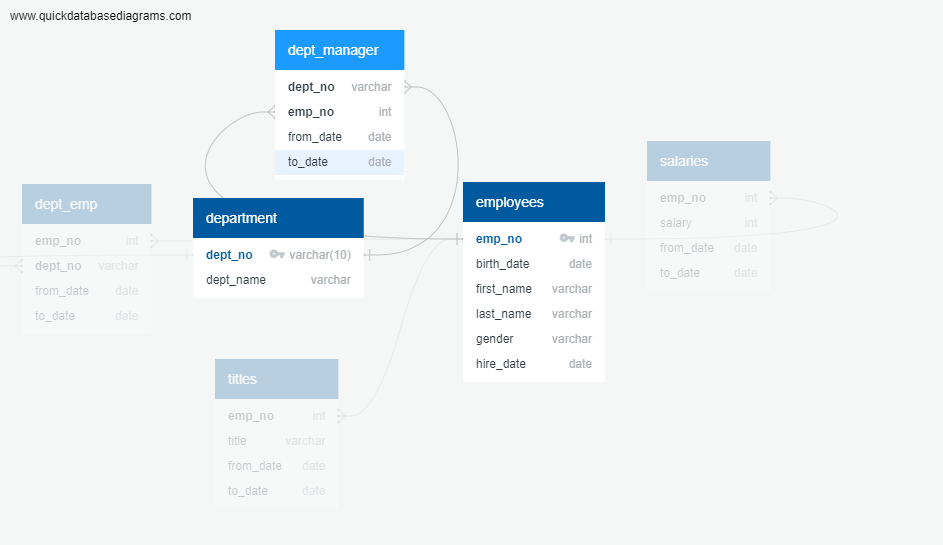 www.quickdatabasediagrams.com
dept_manager
dept_no varchar
emp_no int
from_date date
to_date date
salaries
emp_no int
salary int
from_date date
to_date date
dept_emp
emp_no int
dept_no varchar
from_date date
to_date date
department
dept_no varchar(10)
dept_name varchar
employees
emp_no int
birth_date date
first_name varchar
last_name varchar
gender varchar
hire_date date
titles
emp_no int
title varchar
from_date date
to_date date